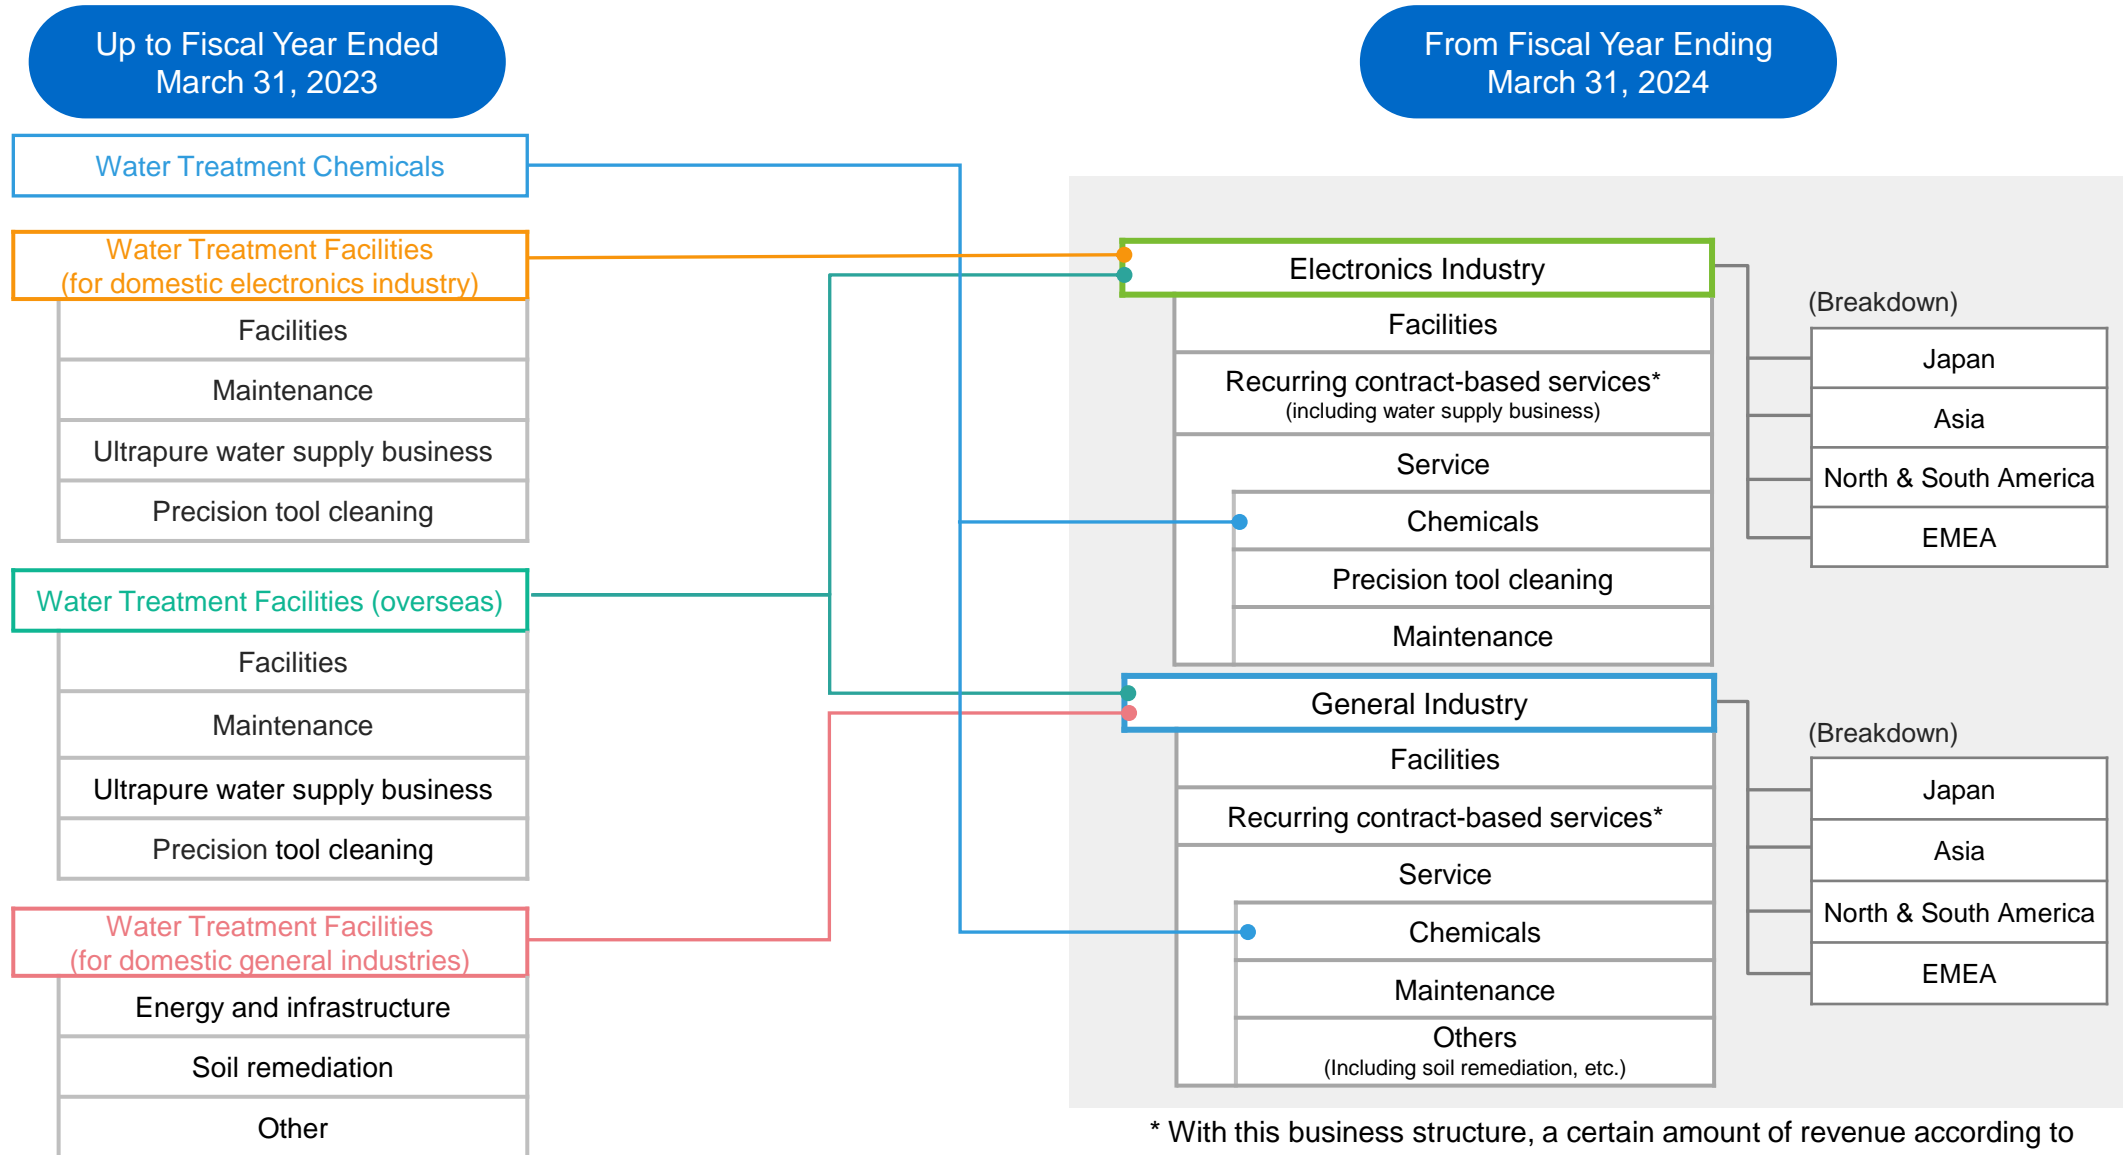 Up to Fiscal Year Ended
March 31, 2023
Water Treatment Chemicals
Water Treatment Facilities
(for domestic electronics industry)
Facilities
Maintenance
Ultrapure water supply business
Precision tool cleaning
Water Treatment Facilities (overseas)
Facilities
Maintenance
Ultrapure water supply business
Precision tool cleaning
Water Treatment Facilities
(for domestic general industries)
Energy and infrastructure
Soil remediation
Other
From Fiscal Year Ending
March 31, 2024
Electronics Industry
Facilities
Recurring contract-based services*
(including water supply business)
Service
Chemicals
Precision tool cleaning
Maintenance
(Breakdown)
Japan
Asia
North & South America
EMEA
General Industry
Facilities
Recurring contract-based services*
Service
Chemicals
Maintenance
Others
(Including soil remediation, etc.)
(Breakdown)
Japan
Asia
North & South America
EMEA
* With this business structure, a certain amount of revenue according to